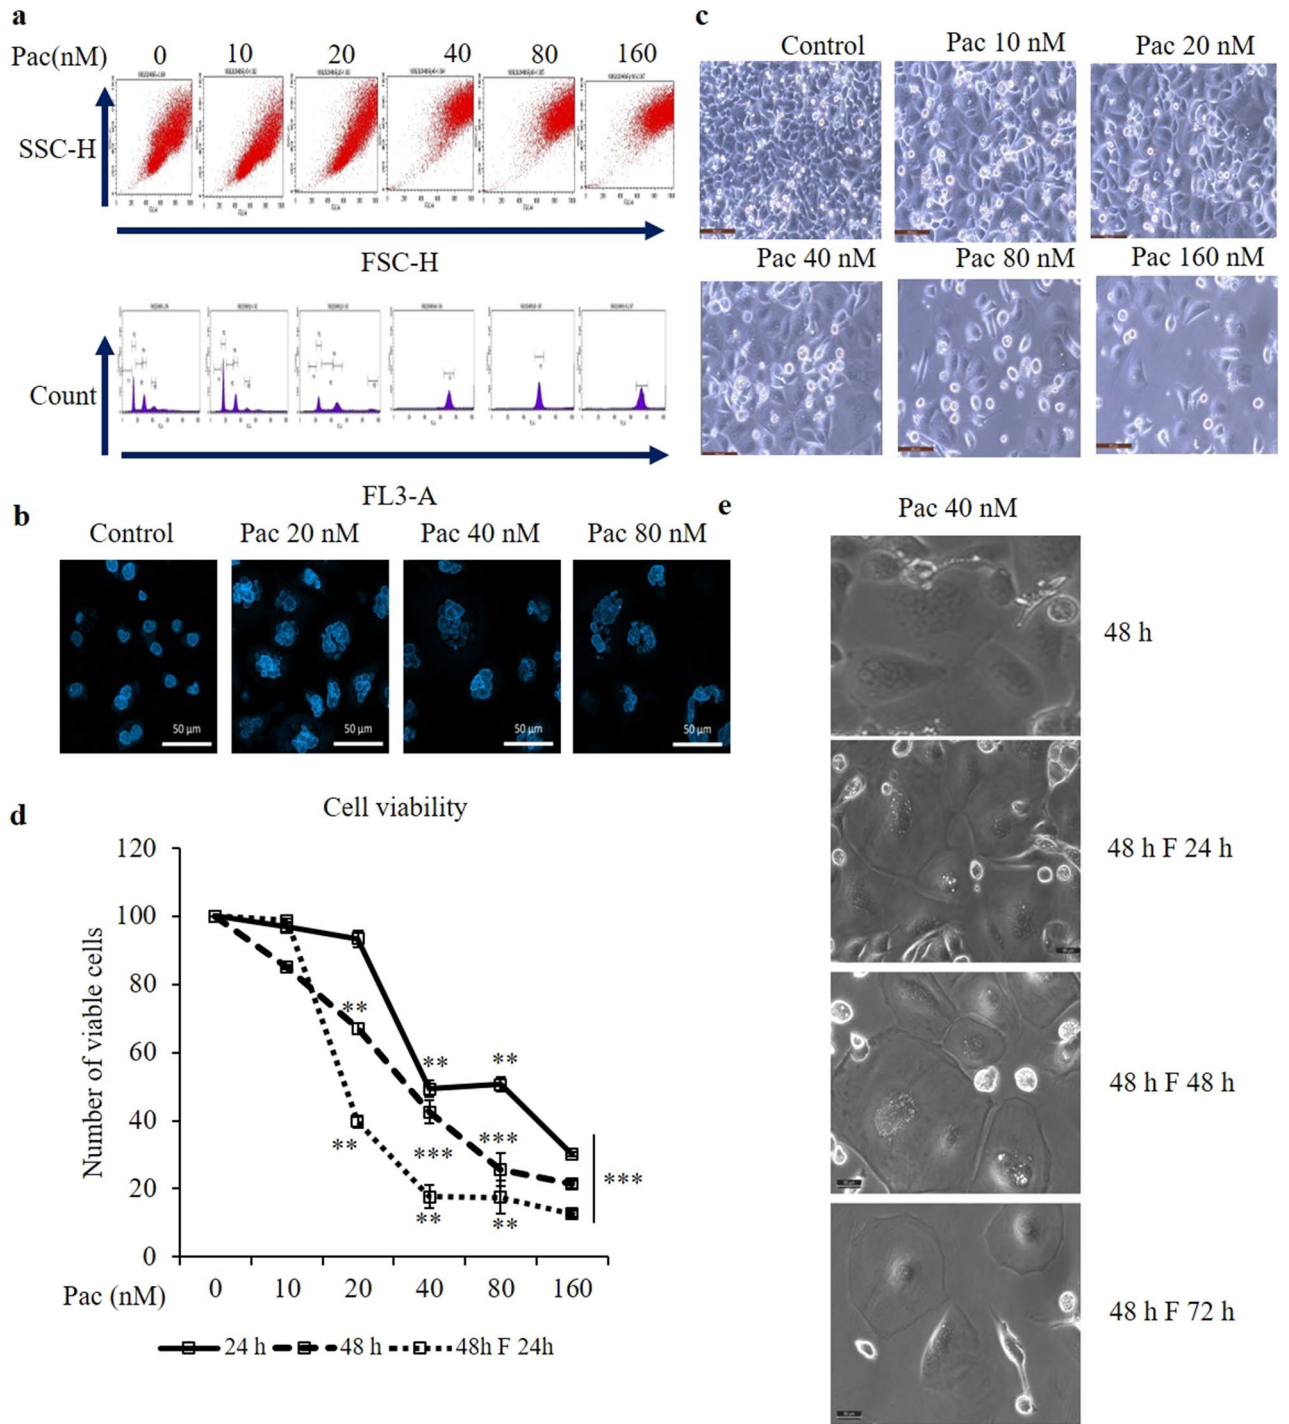 a
Pac(nM) 0 10 20 40 80 160
SSC-H
FSC-H
Count
FL3-A
b
Control Pac 20 nM Pac 40 nM Pac 80 nM
50 µm 50 µm 50 µm 50 µm
c
Control Pac 10 nM Pac 20 nM
Pac 40 nM Pac 80 nM Pac 160 nM
d
Cell viability
Number of viable cells
120
100
80
60
40
20
0
**
** **
**
*** ***
** **
***
Pac (nM) 0 10 20 40 80 160
24 h 48 h 48h F 24h
e
Pac 40 nM
48 h
48 h F 24 h
48 h F 48 h
48 h F 72 h